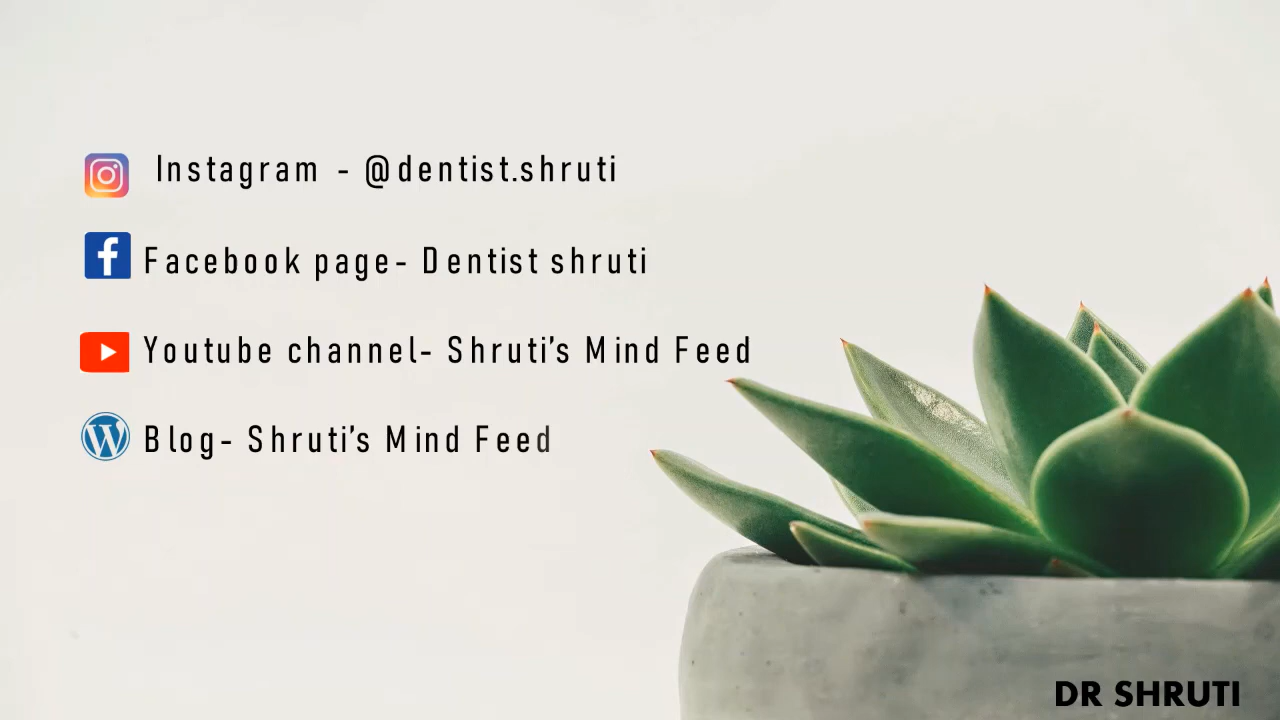 Instagram - @dentist.shruti
Facebook page- Dentist shruti
Youtube channel- Shruti's Mind Feed
Blog- Shruti's Mind Feed
DR SHRUTI